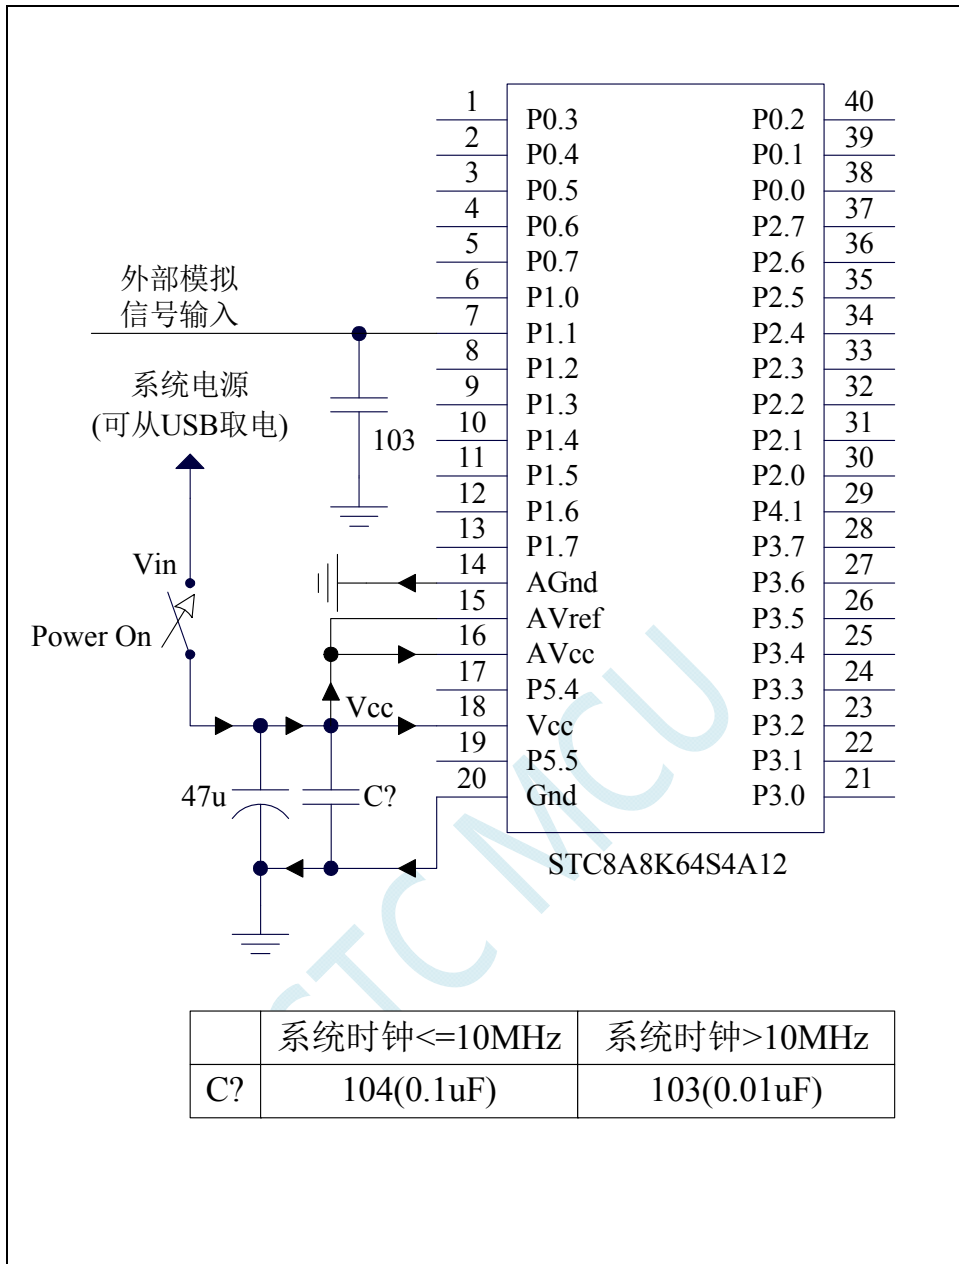 1
P0.3
P0.2
40
2
P0.4
P0.1
39
3
P0.5
P0.0
38
4
P0.6
P2.7
37
5
P0.7
P2.6
36
6
P1.0
P2.5
35
7
P1.1
P2.4
34
8
P1.2
P2.3
33
9
P1.3
P2.2
32
10
P1.4
P2.1
31
11
P1.5
P2.0
30
12
P1.6
P4.1
29
13
P1.7
P3.7
28
14
AGnd
P3.6
27
15
AVref
P3.5
26
16
AVcc
P3.4
25
17
P5.4
P3.3
24
18
Vcc
P3.2
23
19
P5.5
P3.1
22
20
Gnd
P3.0
21
外部模拟
信号输入
系统电源
(可从USB取电)
103
Vin
Power On
Vcc
47u
C?
STC8A8K64S4A12
STC MCU
系统时钟<=10MHz 系统时钟>10MHz
C? 104(0.1uF) 103(0.01uF)